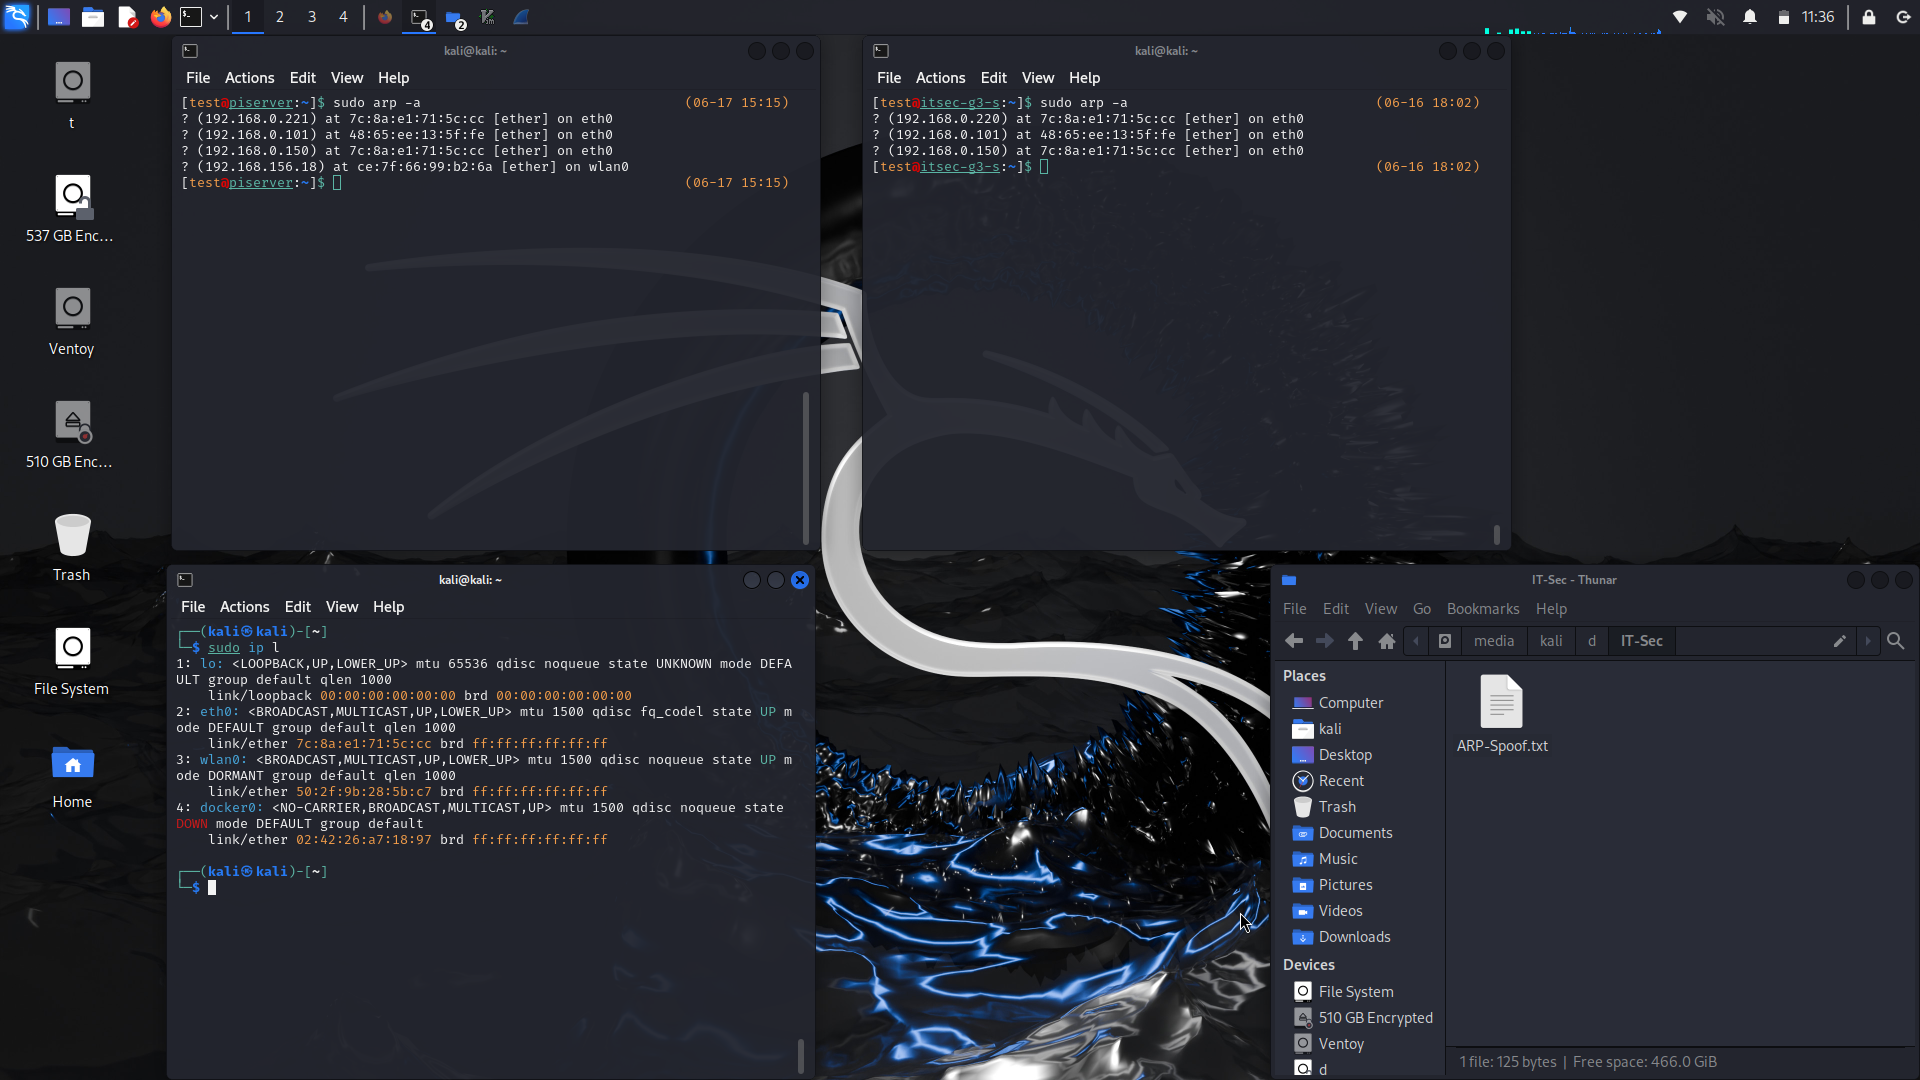 1 2 3 4
4
2
11:36
t
537 GB Enc...
Ventoy
510 GB Enc...
Trash
File System
Home
kali@kali: ~
File Actions Edit View Help
[test@piserver:~]$ sudo arp -a (06-17 15:15)
? (192.168.0.221) at 7c:8a:e1:71:5c:cc [ether] on eth0
? (192.168.0.101) at 48:65:ee:13:5f:fe [ether] on eth0
? (192.168.0.150) at 7c:8a:e1:71:5c:cc [ether] on eth0
? (192.168.156.18) at ce:7f:66:99:b2:6a [ether] on wlan0
[test@piserver:~]$ (06-17 15:15)
kali@kali: ~
File Actions Edit View Help
[test@itsec-g3-s:~]$ sudo arp -a (06-16 18:02)
? (192.168.0.220) at 7c:8a:e1:71:5c:cc [ether] on eth0
? (192.168.0.101) at 48:65:ee:13:5f:fe [ether] on eth0
? (192.168.0.150) at 7c:8a:e1:71:5c:cc [ether] on eth0
[test@itsec-g3-s:~]$ (06-16 18:02)
kali@kali: ~
File Actions Edit View Help
┌──(kali㉿kali)-[~]
└─$ sudo ip l
1: lo: <LOOPBACK,UP,LOWER_UP> mtu 65536 qdisc noqueue state UNKNOWN mode DEFA
ULT group default qlen 1000
link/loopback 00:00:00:00:00:00 brd 00:00:00:00:00:00
2: eth0: <BROADCAST,MULTICAST,UP,LOWER_UP> mtu 1500 qdisc fq_codel state UP m
ode DEFAULT group default qlen 1000
link/ether 7c:8a:e1:71:5c:cc brd ff:ff:ff:ff:ff:ff
3: wlan0: <BROADCAST,MULTICAST,UP,LOWER_UP> mtu 1500 qdisc noqueue state UP m
ode DORMANT group default qlen 1000
link/ether 50:2f:9b:28:5b:c7 brd ff:ff:ff:ff:ff:ff
4: docker0: <NO-CARRIER,BROADCAST,MULTICAST,UP> mtu 1500 qdisc noqueue state
DOWN mode DEFAULT group default
link/ether 02:42:26:a7:18:97 brd ff:ff:ff:ff:ff:ff
┌──(kali㉿kali)-[~]
└─$
IT-Sec - Thunar
File Edit View Go Bookmarks Help
media kali d IT-Sec
Places
Computer
kali
Desktop
Recent
Trash
Documents
Music
Pictures
Videos
Downloads
Devices
File System
510 GB Encrypted
Ventoy
d
ARP-Spoof.txt
1 file: 125 bytes | Free space: 466.0 GiB